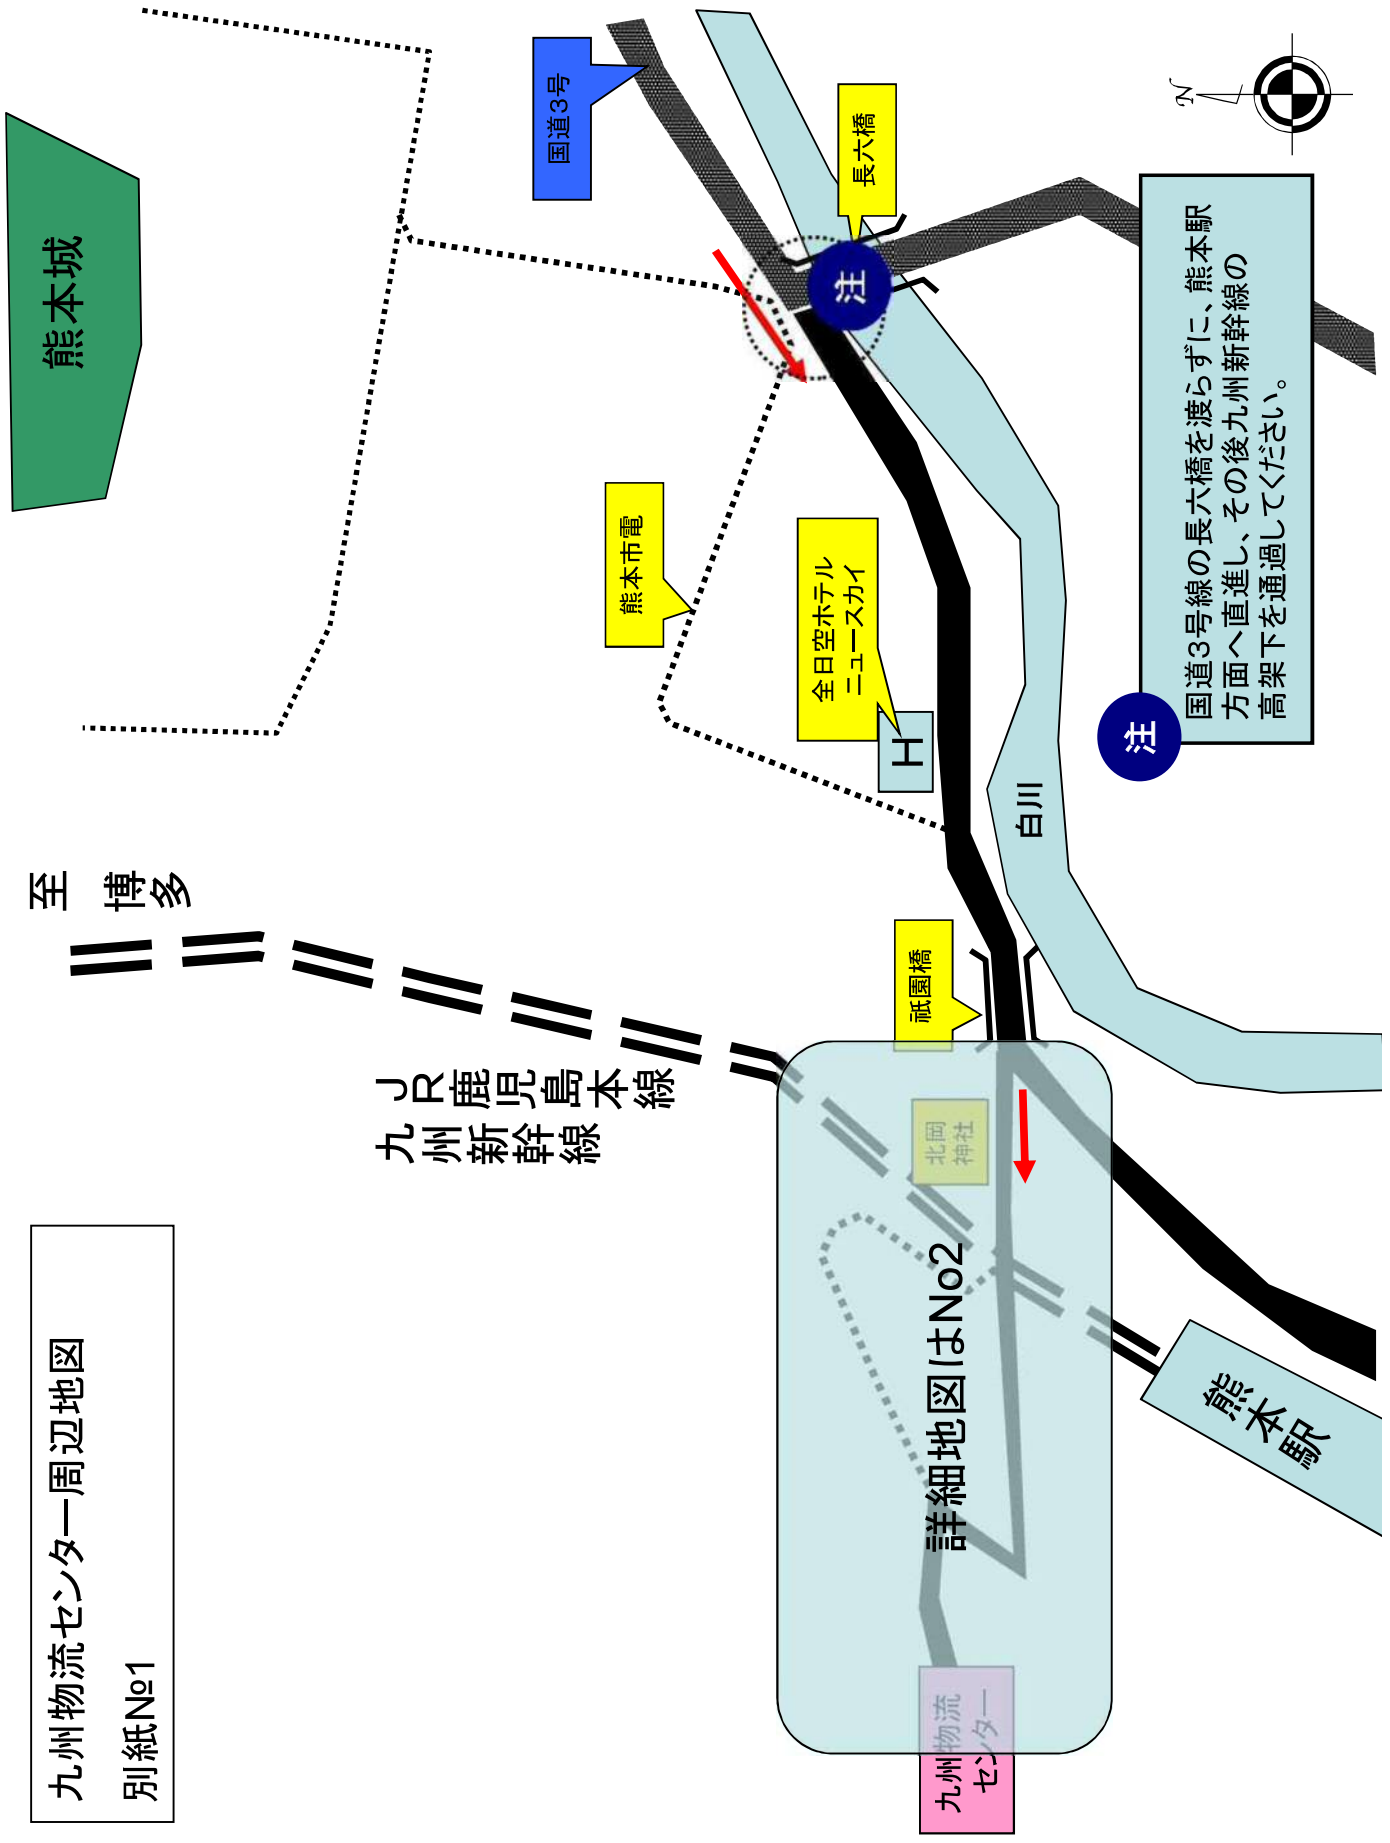 九州物流センター周辺地図
別紙№1
至 博多
熊本城
JR鹿児島本線
九州新幹線
国道3号
熊本市電
全日空ホテル
ニュースカイ
H
長六橋
注
祇園橋
北岡
神社
詳細地図はNo2
九州物流
センター
白川
熊本駅
N
注
国道3号線の長六橋を渡らずに、熊本駅
方面へ直進し、その後九州新幹線の
高架下を通過してください。